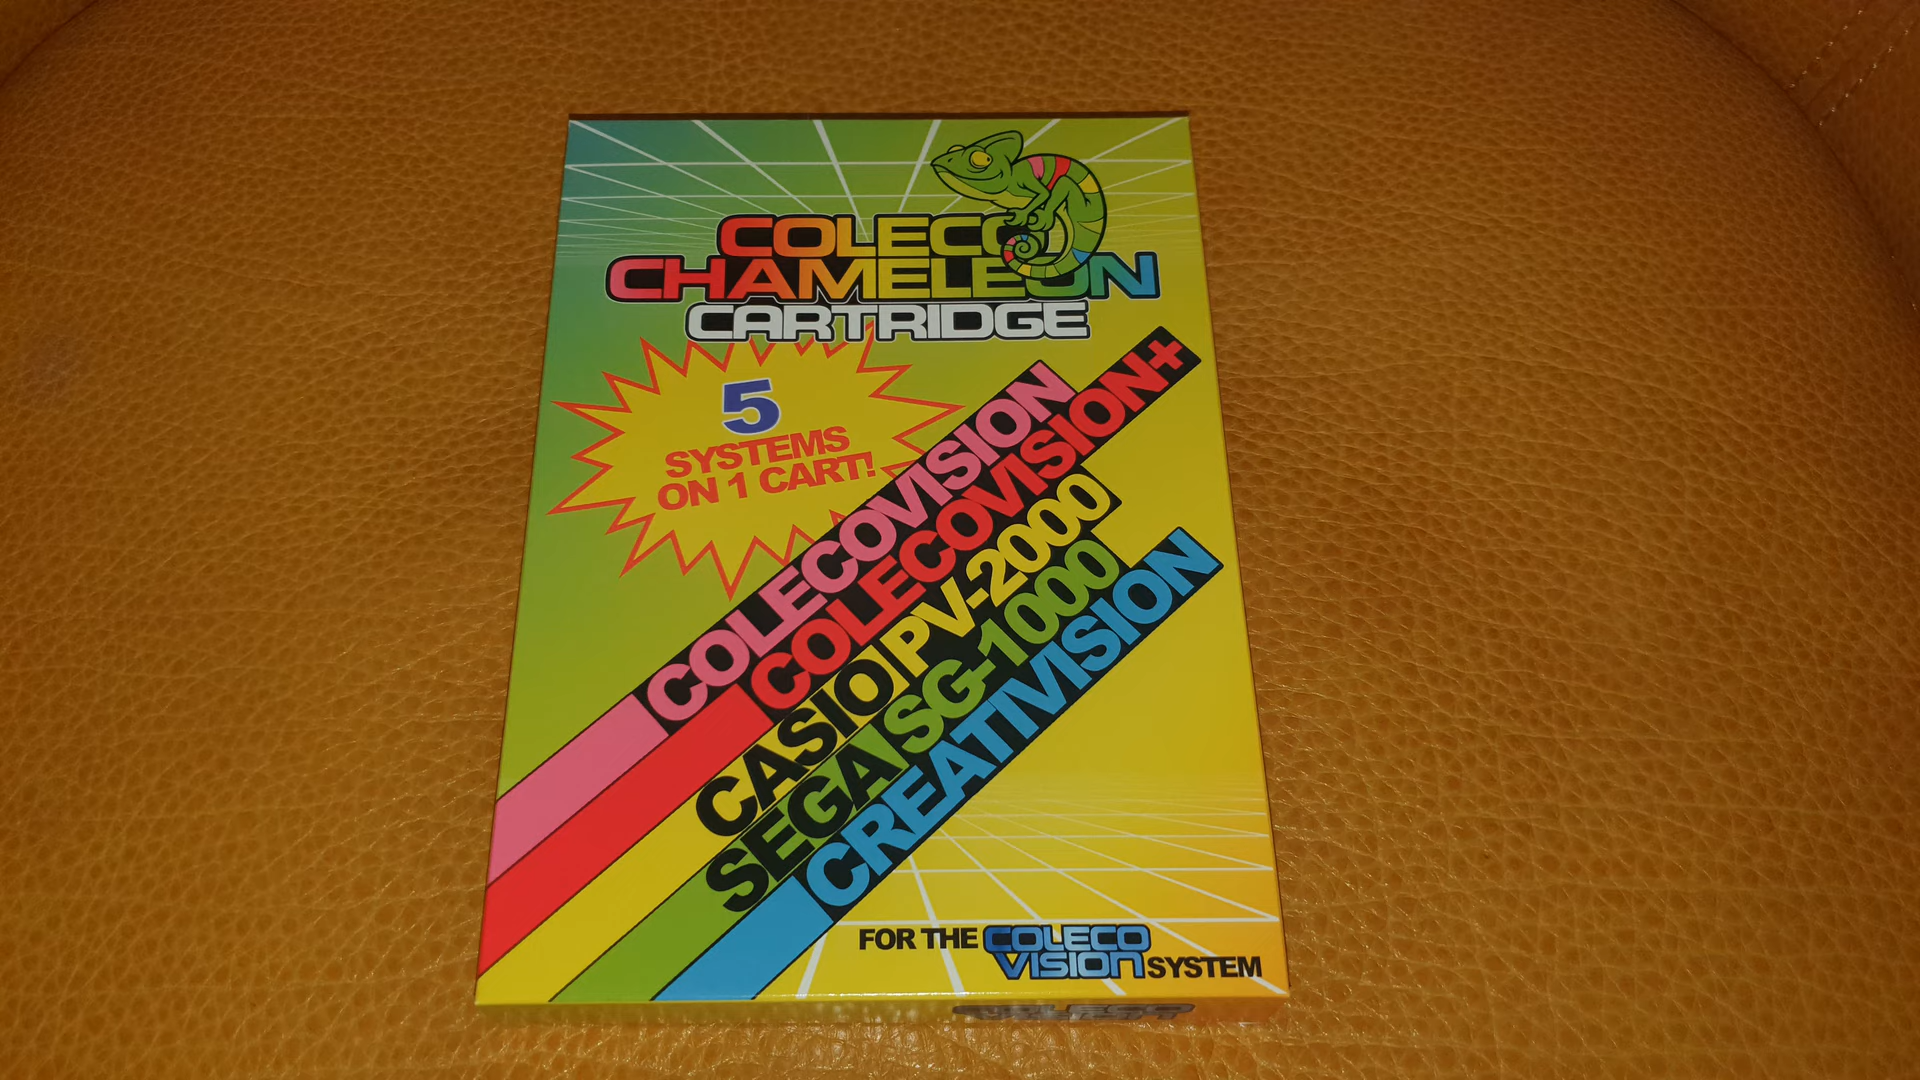 COLECO
CHAMELEON
CARTRIDGE
5
SYSTEMS
ON 1 CART!
COLECOVISION
COLECOVISION+
CASIO PV-2000
SEGA SG-1000
CREATIVISION
FOR THE COLECO
VISION SYSTEM